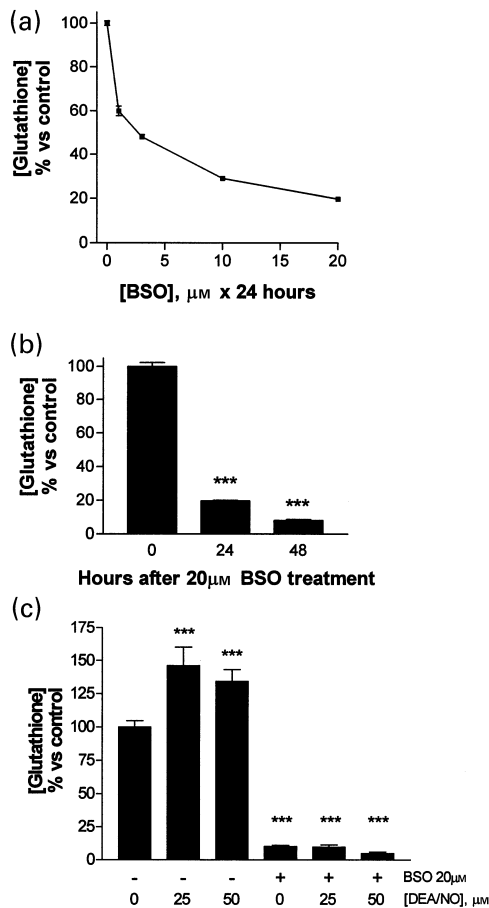 (a)
[Glutathione]
% vs control
100
80
60
40
20
0
0 5 10 15 20
[BSO], μM x 24 hours
(b)
[Glutathione]
% vs control
100
80
60
40
20
0
*** ***
0 24 48
Hours after 20μM BSO treatment
(c)
[Glutathione]
% vs control
175
150
125
100
75
50
25
0
*** *** *** *** ***
- - - + + + BSO 20μM
0 25 50 0 25 50 [DEA/NO], μM